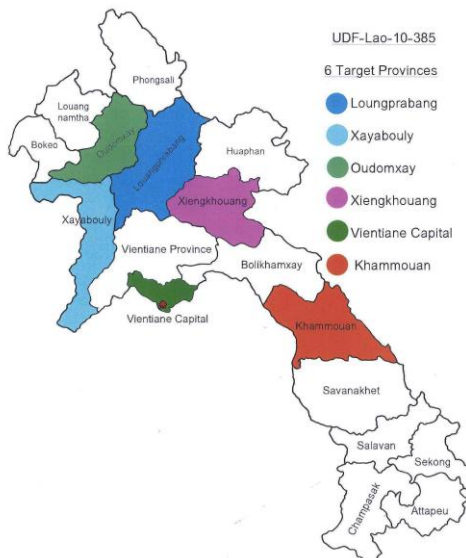 UDF-Lao-10-385
6 Target Provinces
Loungprabang
Xayabouly
Oudomxay
Xiengkhouang
Vientiane Capital
Khammouan
Phongsali
Louang
namtha
Bokeo
Oudomxay
Louangphrabang
Huaphan
Xayabouly
Xiengkhouang
Vientiane Province
Bolikhamxay
Vientiane Capital
Khammouan
Savanakhet
Salavan
Sekong
Champasak
Attapeu